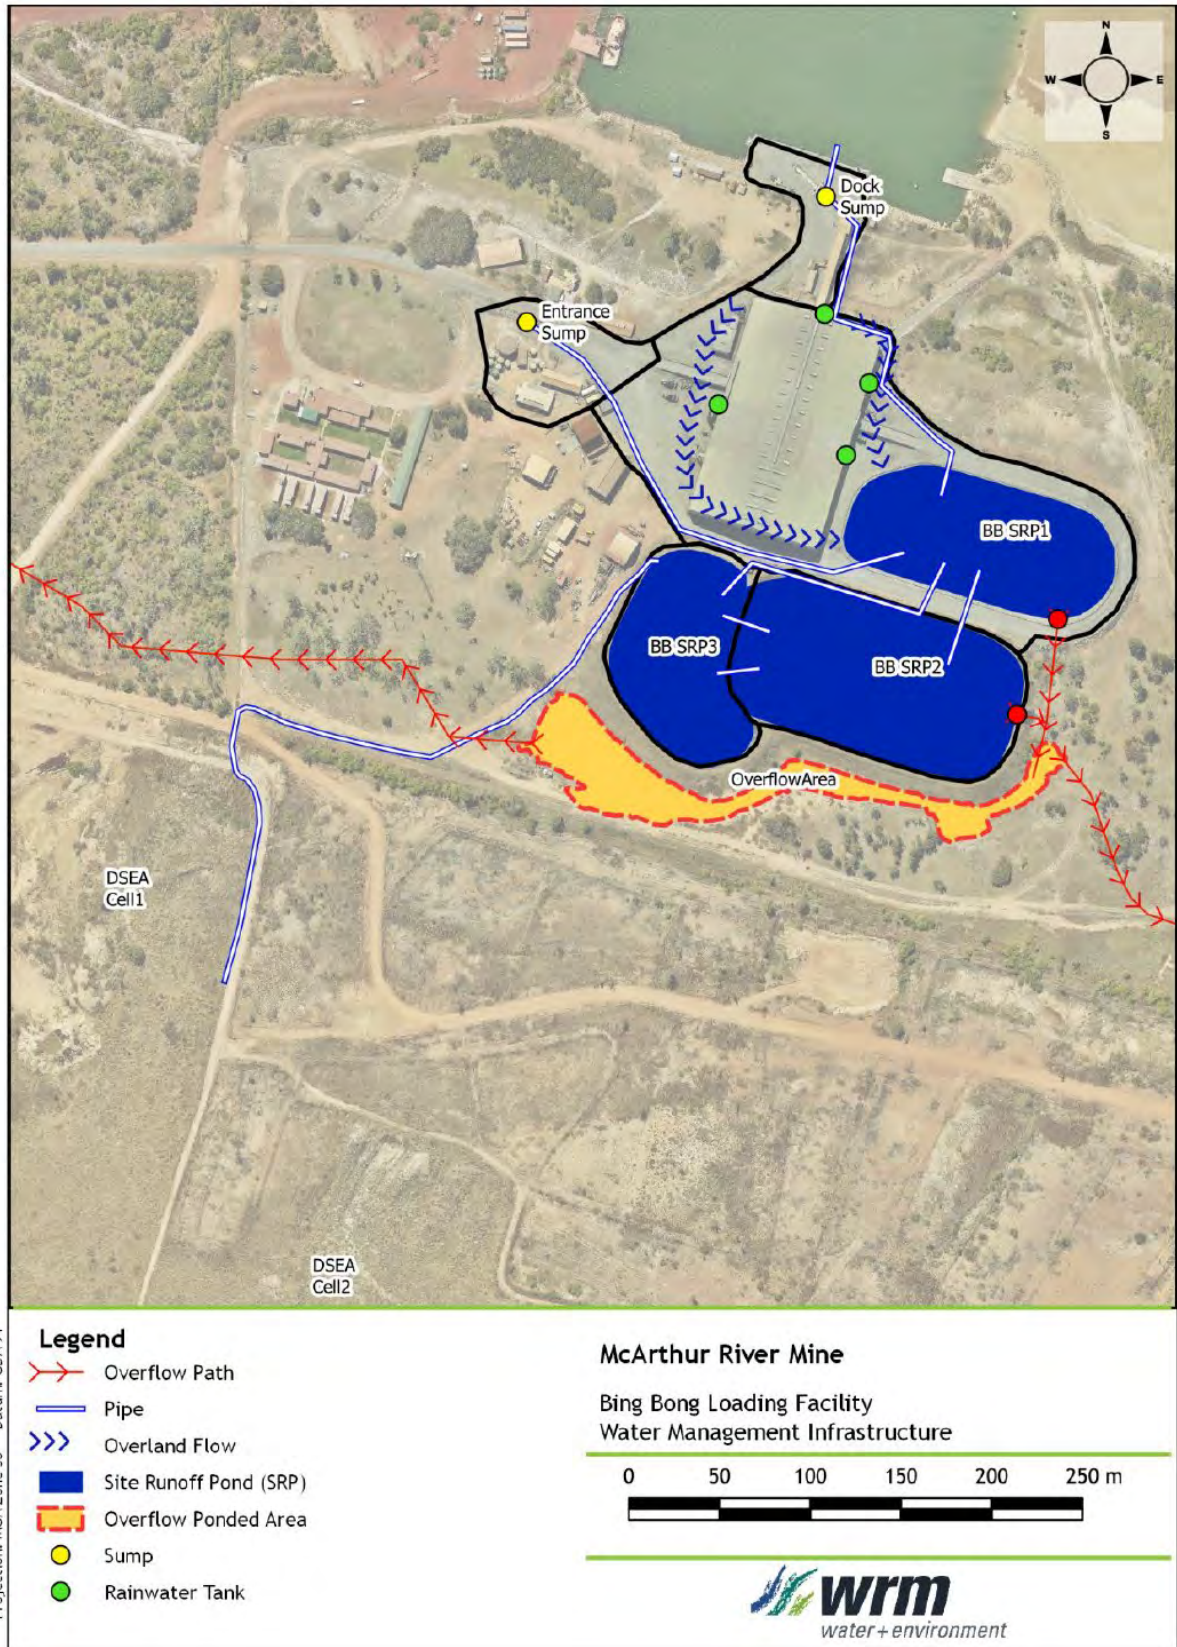 N
W
E
S
Dock
Sump
Entrance
Sump
BB SRP1
BB SRP3
BB SRP2
OverflowArea
DSEA
Cell1
DSEA
Cell2
Legend
Overflow Path
Pipe
Overland Flow
Site Runoff Pond (SRP)
Overflow Ponded Area
Sump
Rainwater Tank
McArthur River Mine
Bing Bong Loading Facility
Water Management Infrastructure
0 50 100 150 200 250 m
wrm
water + environment